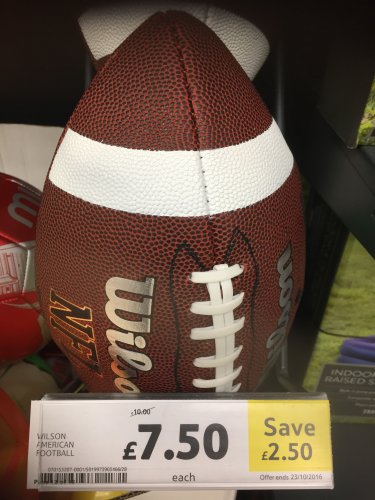 Wilson
NFL
Wilson
INDOOR
RAISED S
-10.00
WILSON
AMERICAN
FOOTBALL
£7.50
each
Save
£2.50
Offer ends 23/10/2016